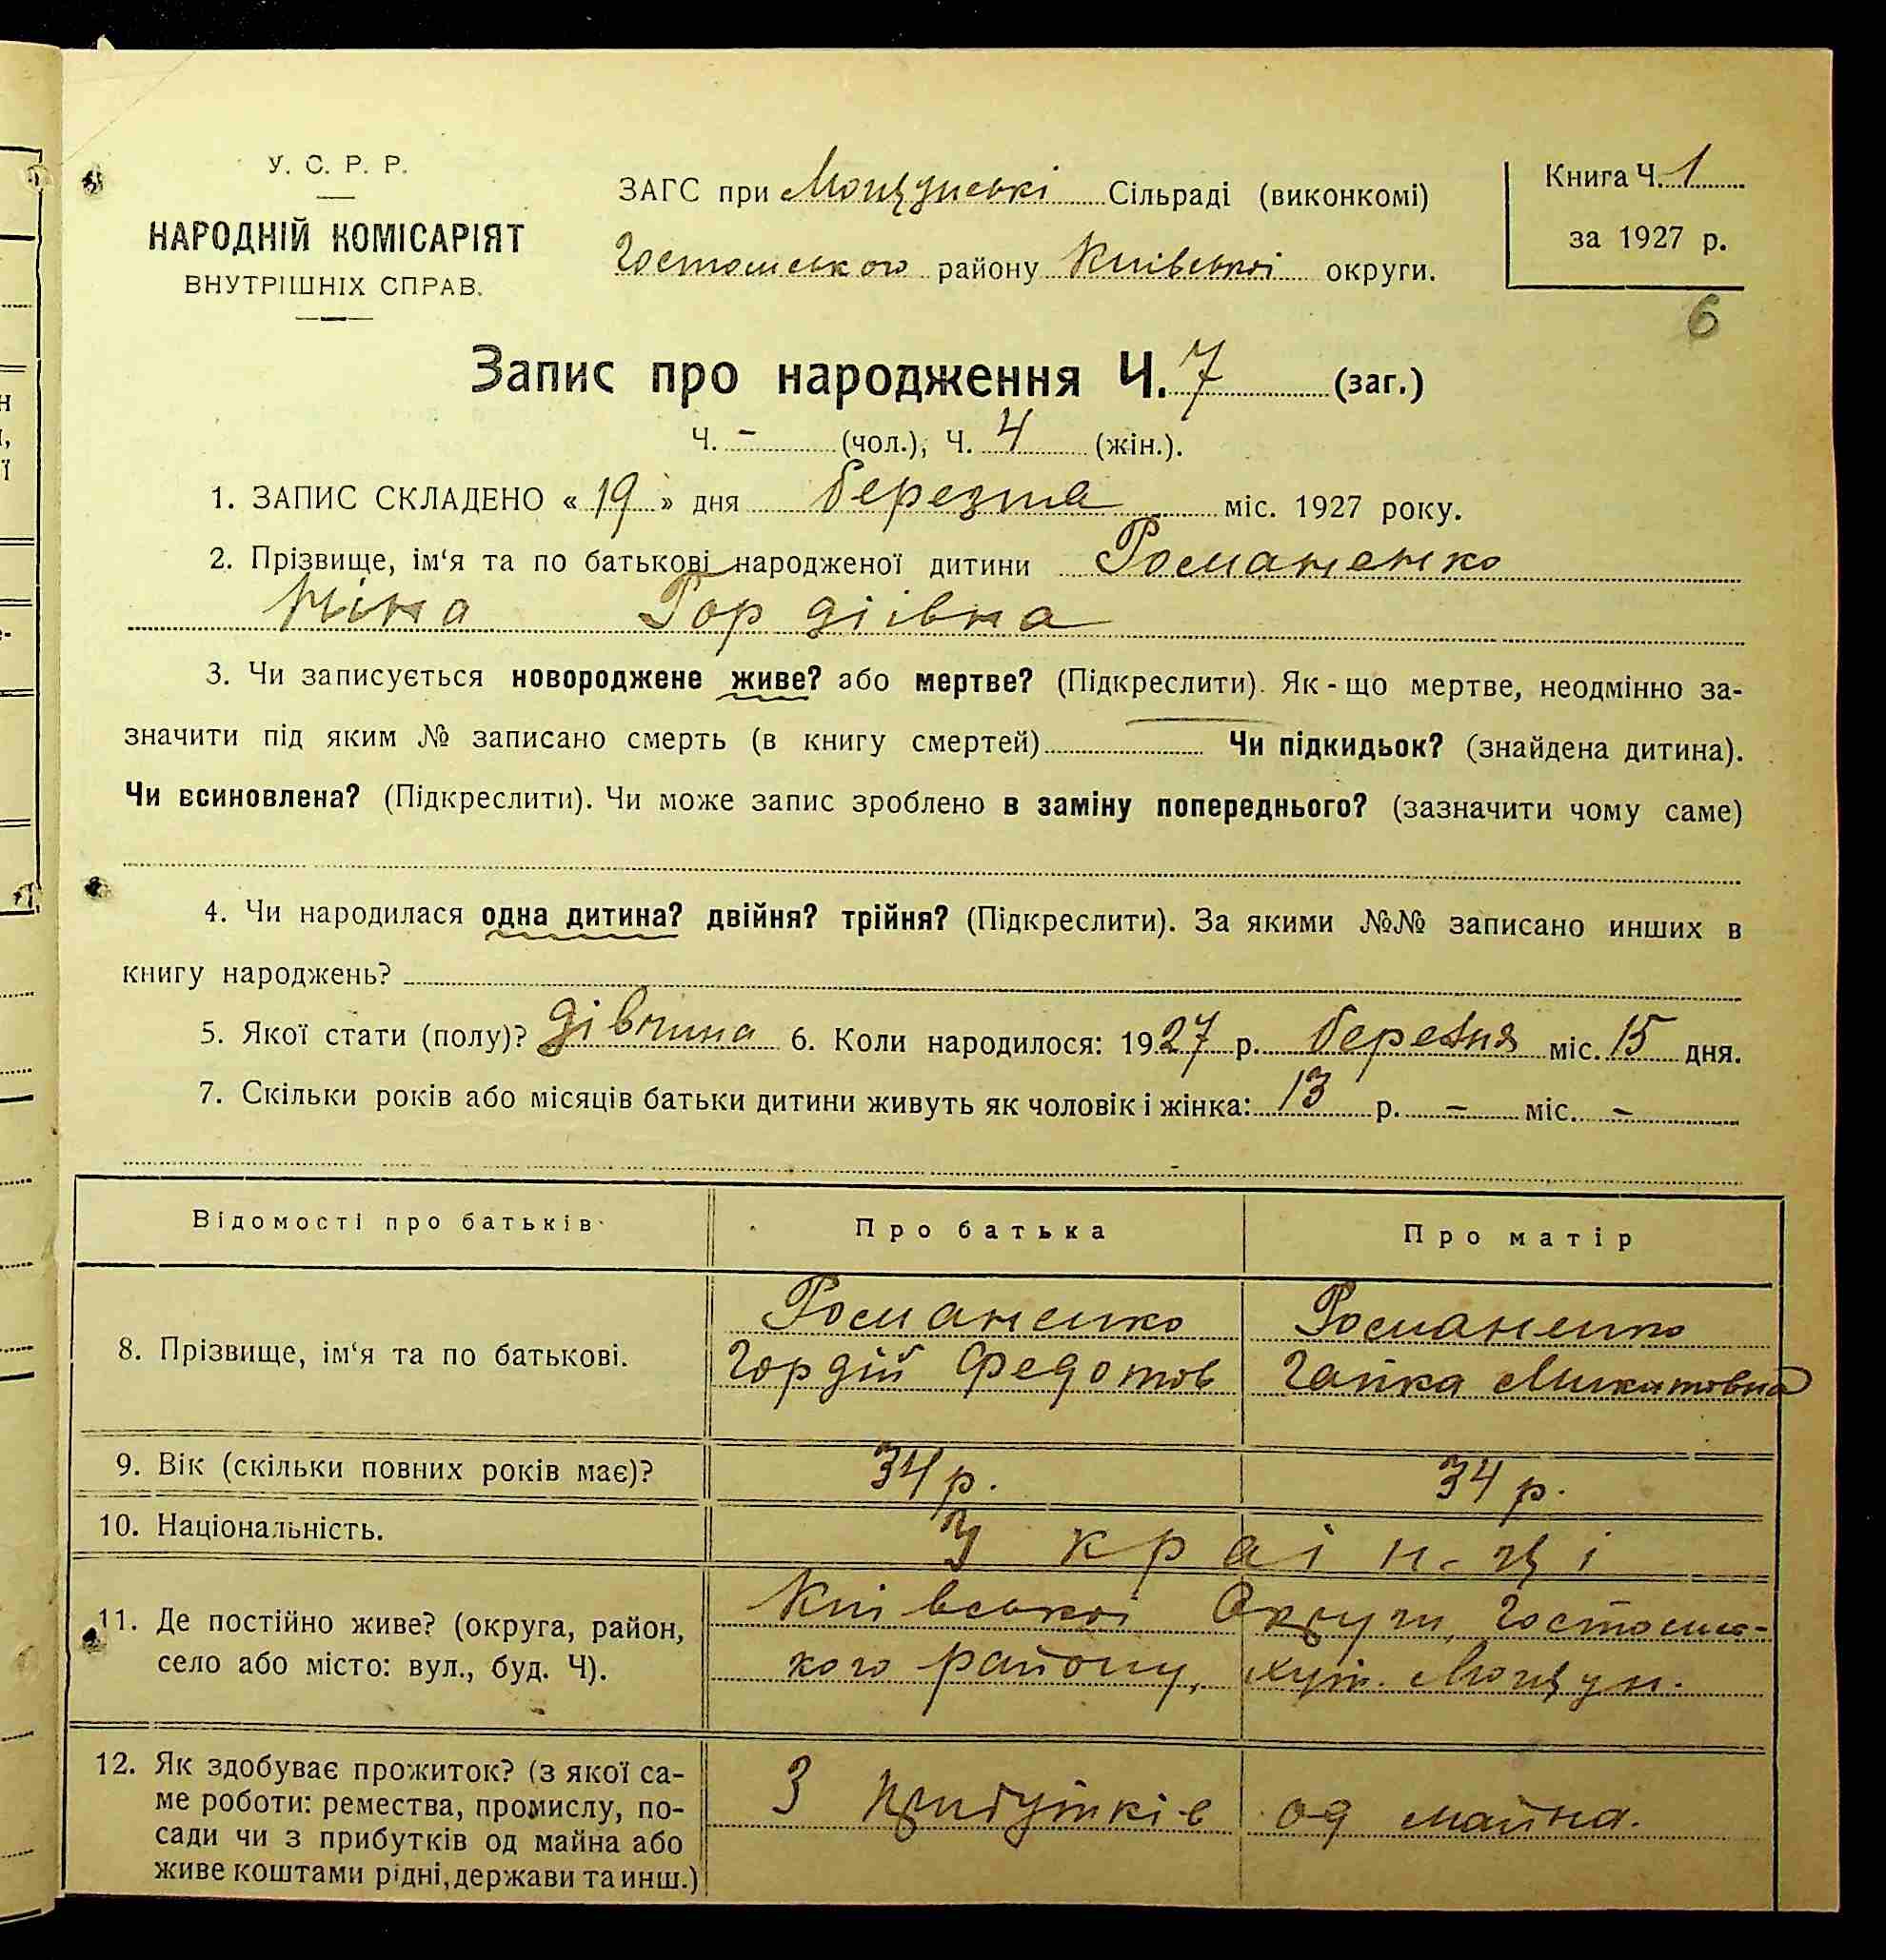 У. С. Р. Р.
НАРОДНІЙ КОМІСАРІЯТ
ВНУТРІШНІХ СПРАВ.
ЗАГС при Мощунські Сільраді (виконкомі)
Гостомського району Київської округи.
Книга Ч. 1
за 1927 р.
6
Запис про народження Ч. 7 (заг.)
Ч. - (чол.), Ч. 4 (жін.).
1. ЗАПИС СКЛАДЕНО « 19 » дня березня міс. 1927 року.
2. Прізвище, ім‘я та по батькові народженої дитини Романенко
Ніна Гордіівна
3. Чи записується новороджене живе? або мертве? (Підкреслити). Як-що мертве, неодмінно за-
значити під яким № записано смерть (в книгу смертей) Чи підкидьок? (знайдена дитина).
Чи всиновлена? (Підкреслити). Чи може запис зроблено в заміну попереднього? (зазначити чому саме)
4. Чи народилася одна дитина? двійня? трійня? (Підкреслити). За якими №№ записано инших в
книгу народжень?
5. Якої стати (полу)? дівчина 6. Коли народилося: 1927 р. березня міс. 15 дня.
7. Скільки років або місяців батьки дитини живуть як чоловік і жінка: 13 р. - міс. -
Відомості про батьків Про батька Про матір
Романенко Романенко
8. Прізвище, ім‘я та по батькові. Гордій Федотов Ганка Микитовна
9. Вік (скільки повних років має)? 34 р. 34 р.
10. Національність. Украін-ці
11. Де постійно живе? (округа, район, Київської Округи, Гостомсь-
село або місто: вул., буд. Ч). кого району, хут. Мощун.
12. Як здобуває прожиток? (з якої са-
ме роботи: ремества, промислу, по- З прибутків од майна.
сади чи з прибутків од майна або
живе коштами рідні, держави та инш.)